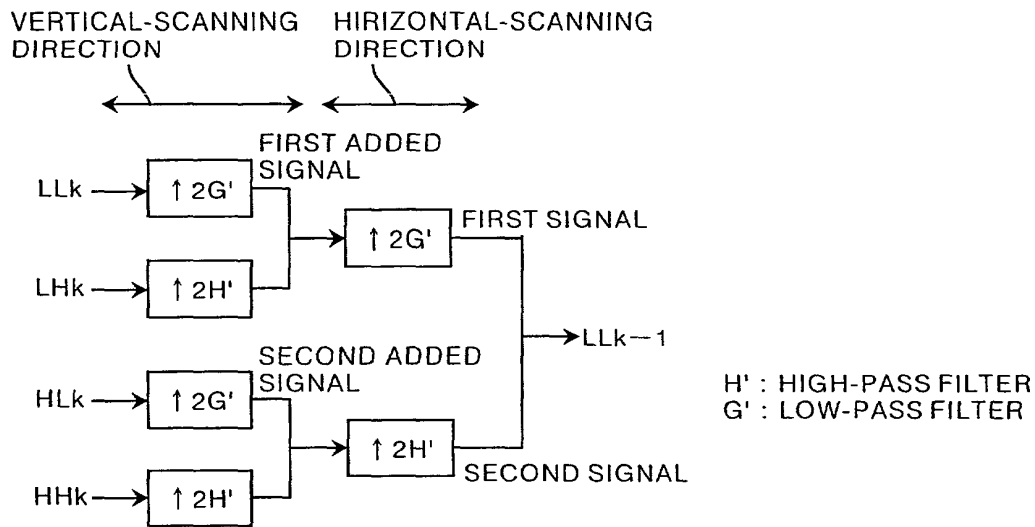 VERTICAL-SCANNING
DIRECTION
HIRIZONTAL-SCANNING
DIRECTION
FIRST ADDED
SIGNAL
LLk
↑ 2G'
FIRST SIGNAL
↑ 2G'
LHk
↑ 2H'
LLk−1
SECOND ADDED
SIGNAL
HLk
↑ 2G'
↑ 2H'
SECOND SIGNAL
HHk
↑ 2H'
H' : HIGH-PASS FILTER
G' : LOW-PASS FILTER